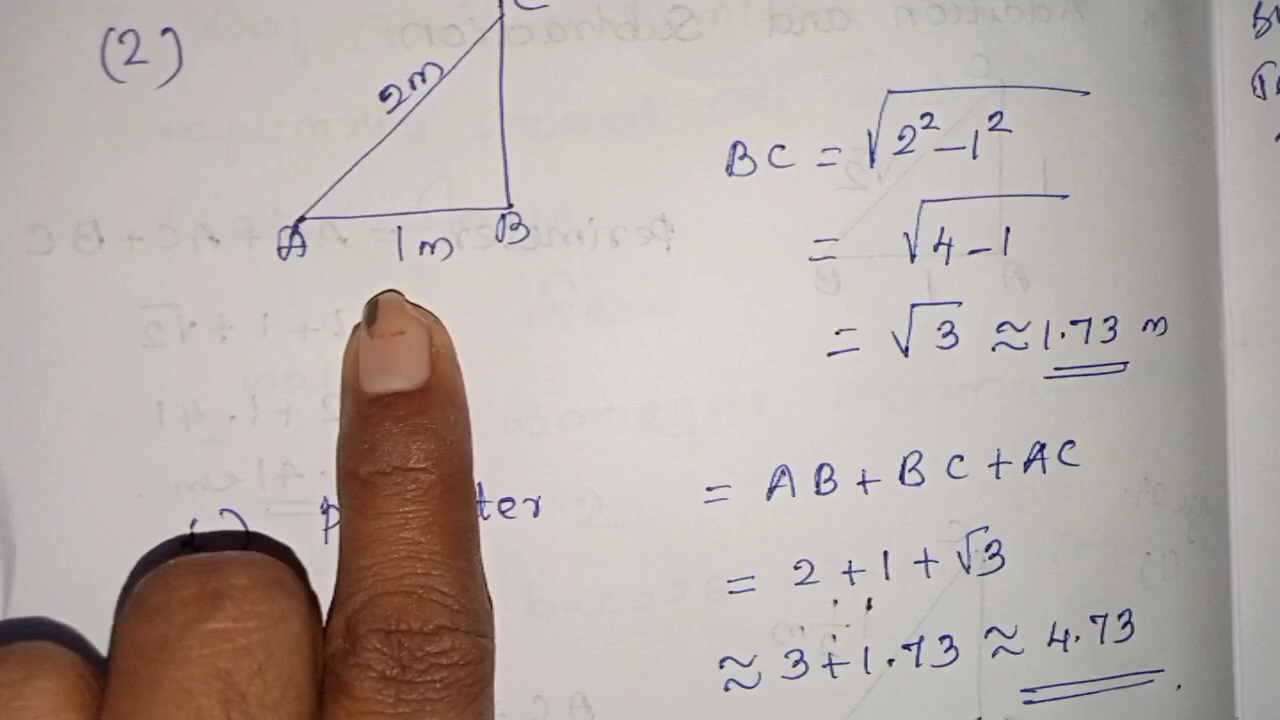 (2)
C
2m
A
1m
B
BC = √2²-1²
= √4-1
= √3 ≈ 1.73 m
= AB + BC + AC
= 2 + 1 + √3
≈ 3+1.73 ≈ 4.73